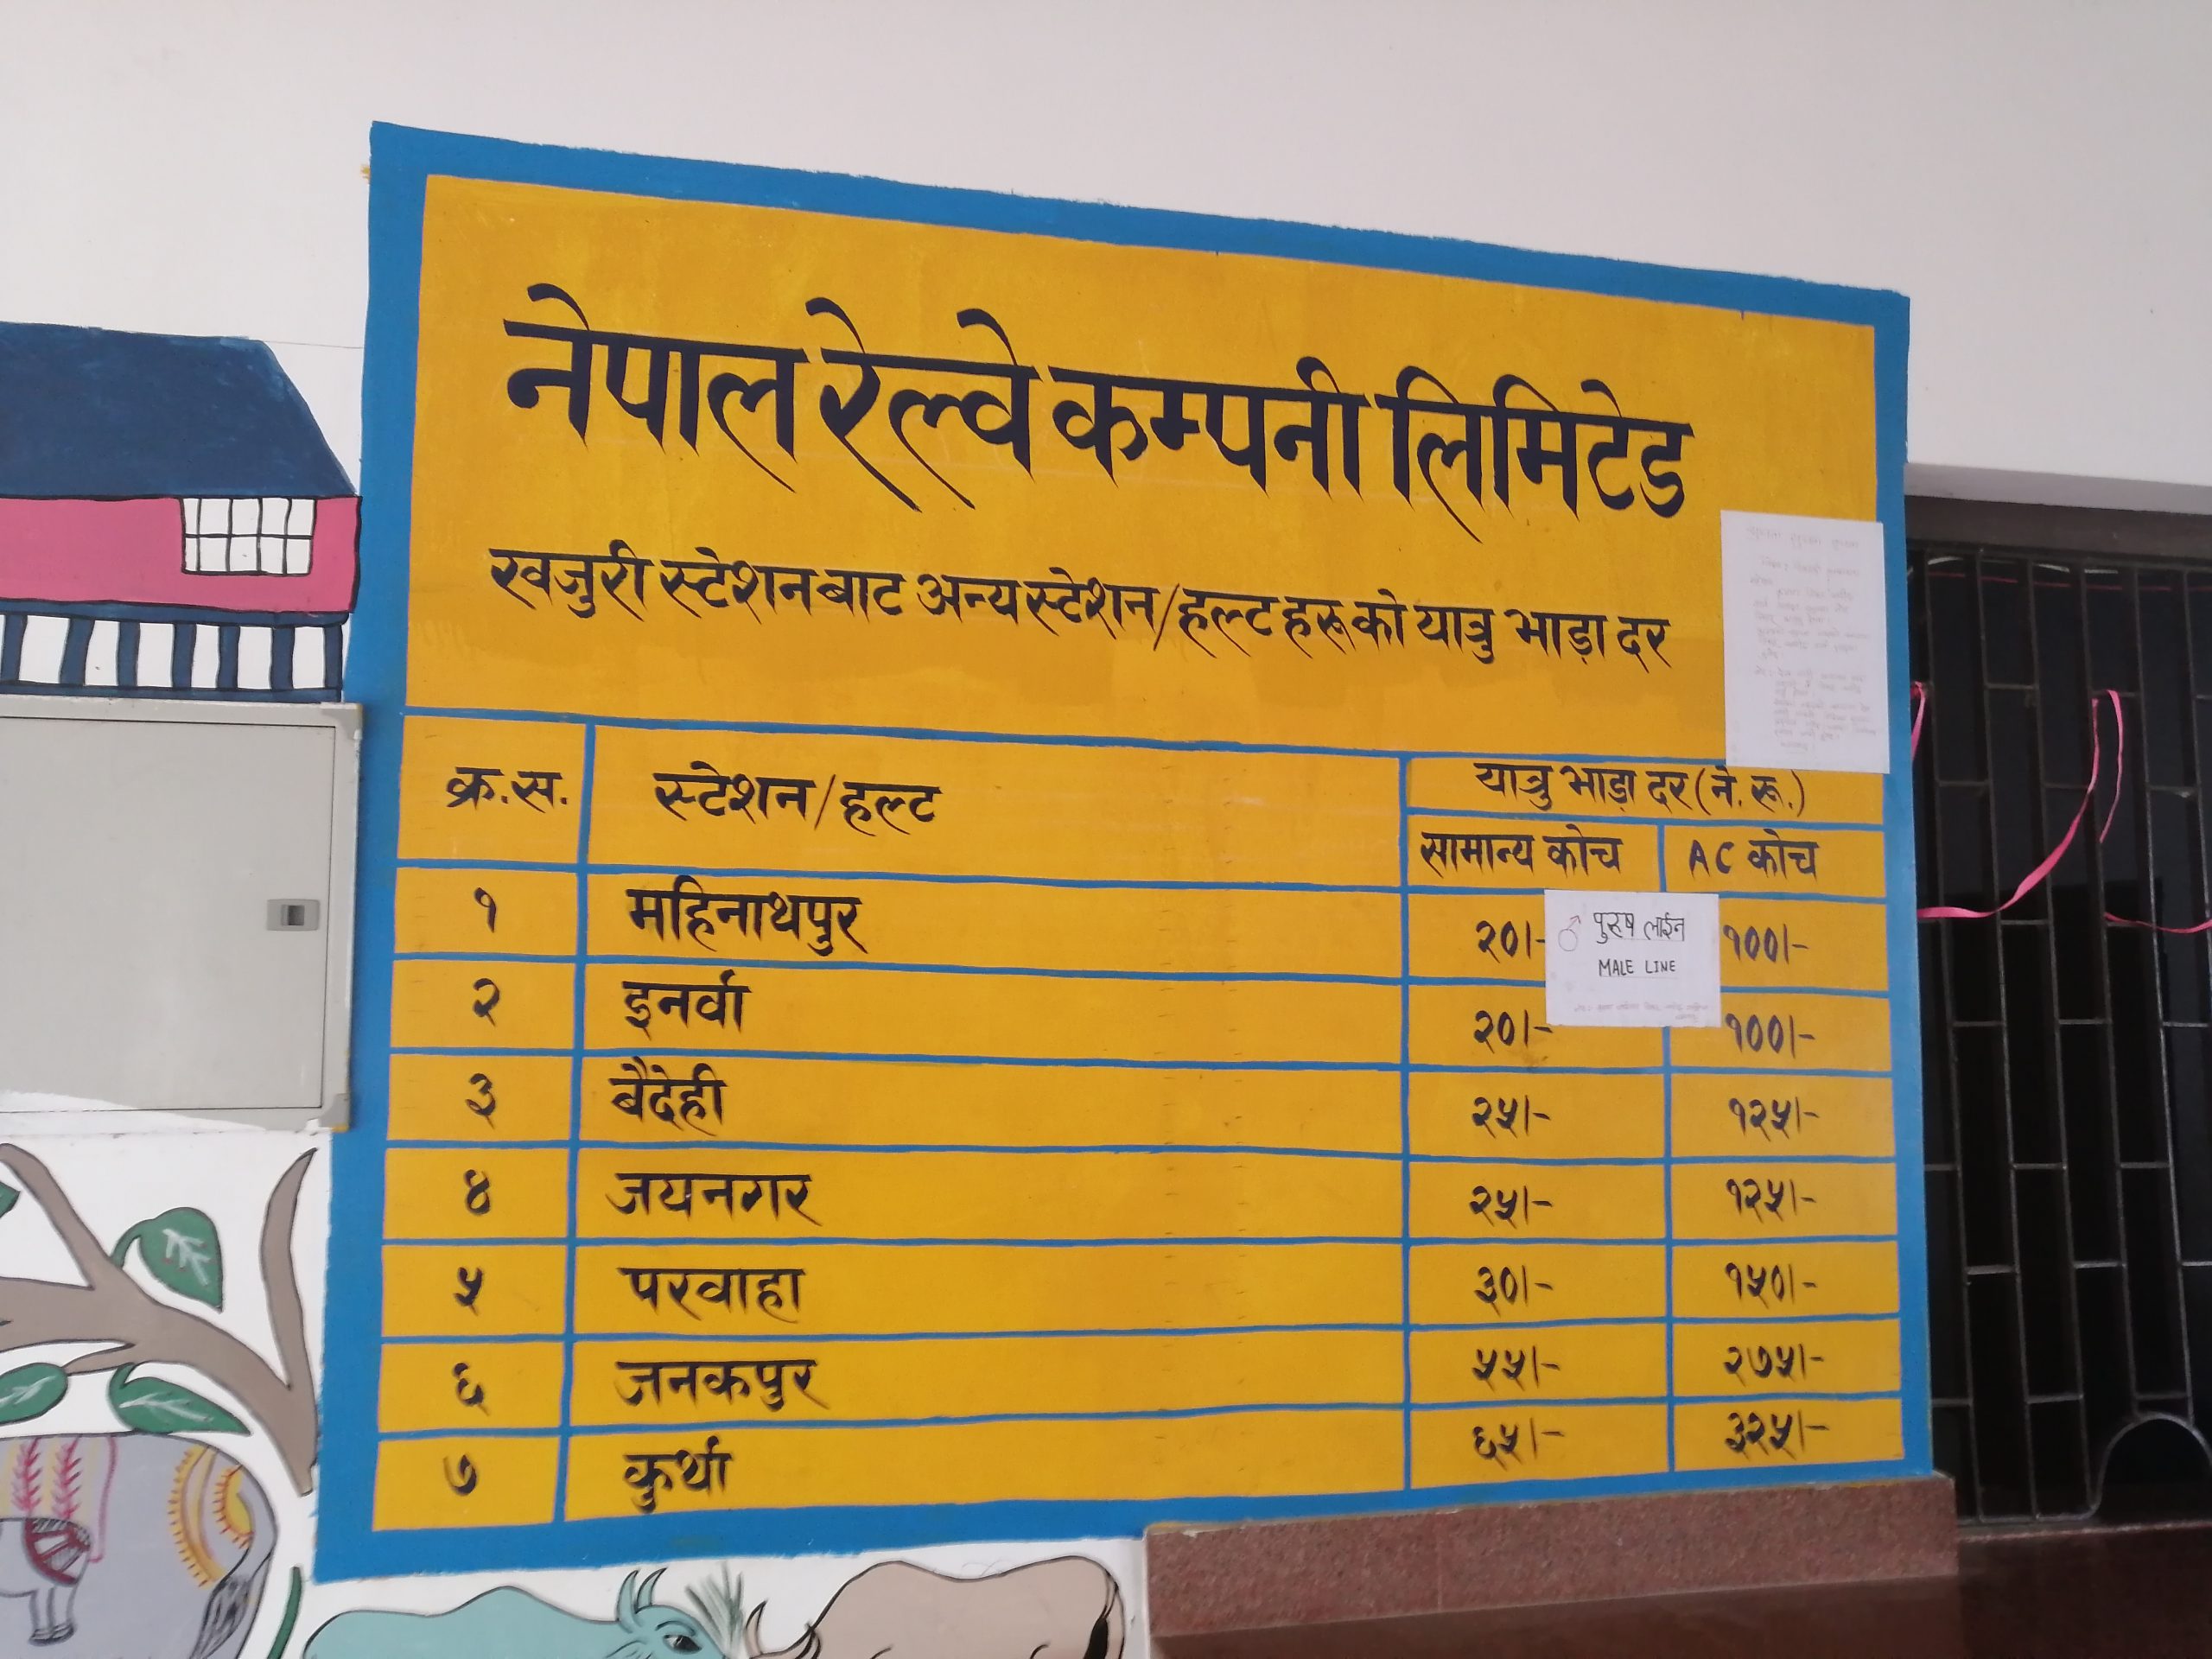 नेपाल रेल्वे कम्पनी लिमिटेड
खजुरी स्टेशनबाट अन्य स्टेशन/हल्टहरूको यात्रु भाड़ा दर
क्र.स. स्टेशन/हल्ट यात्रु भाड़ा दर (ने. रू.)
सामान्य कोच AC कोच
१ महिनाथपुर २०।- १००।-
♂ पुरुष लाईन
MALE LINE
२ इनर्वा २०।- १००।-
३ बैदेही २५।- १२५।-
४ जयनगर २५।- १२५।-
५ परवाहा ३०।- १५०।-
६ जनकपुर ५५।- २७५।-
७ कुर्था ६५।- ३२५।-